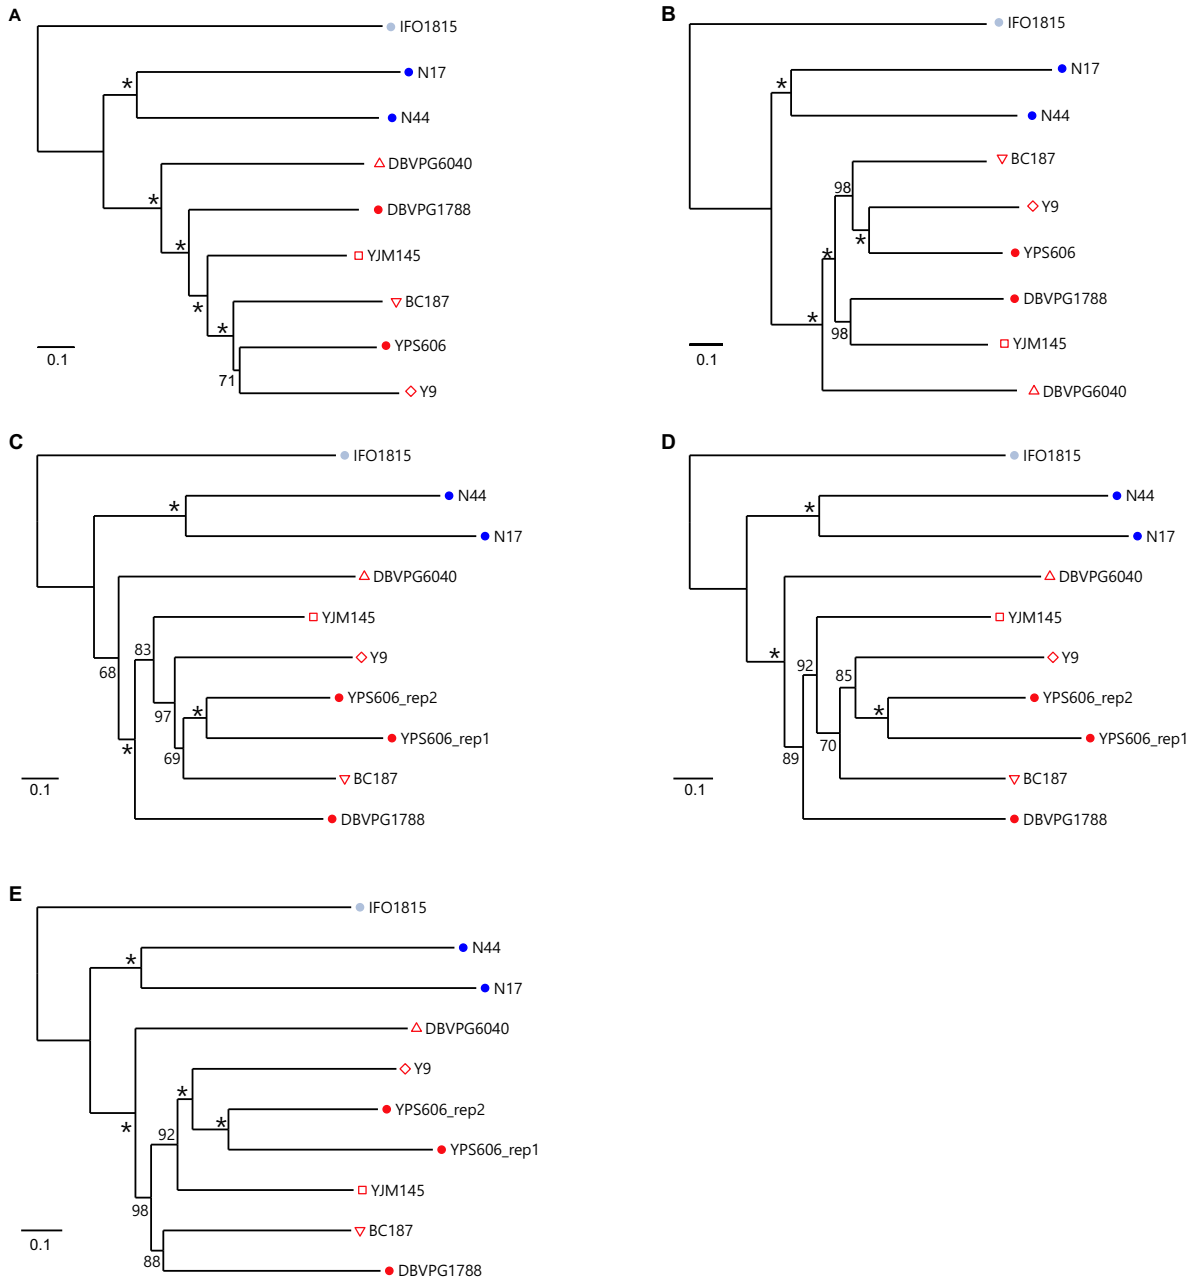 A
IFO1815
*
N17
N44
DBVPG6040
*
DBVPG1788
*
YJM145
*
BC187
*
YPS606
71
Y9
0.1
B
IFO1815
*
N17
N44
BC187
98
Y9
*
YPS606
*
DBVPG1788
*
98
YJM145
DBVPG6040
0.1
C
IFO1815
N44
*
N17
DBVPG6040
YJM145
83
Y9
68
YPS606_rep2
97
*
YPS606_rep1
*
69
BC187
DBVPG1788
0.1
D
IFO1815
N44
*
N17
DBVPG6040
YJM145
*
Y9
92
85
YPS606_rep2
*
YPS606_rep1
70
89
BC187
DBVPG1788
0.1
E
IFO1815
N44
*
N17
DBVPG6040
Y9
*
YPS606_rep2
*
*
92
YPS606_rep1
YJM145
98
BC187
88
DBVPG1788
0.1